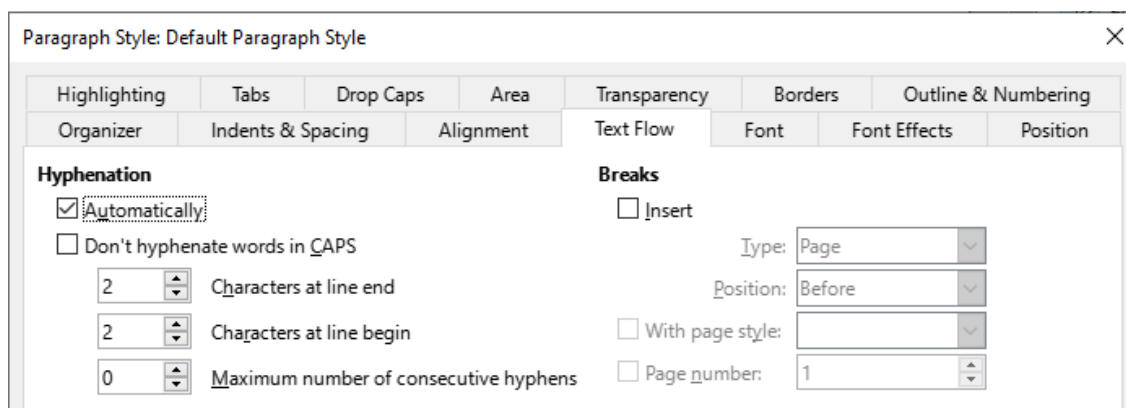 Paragraph Style: Default Paragraph Style
Highlighting Tabs Drop Caps Area Transparency Borders Outline & Numbering
Organizer Indents & Spacing Alignment Text Flow Font Font Effects Position
Hyphenation
Automatically
Don't hyphenate words in CAPS
2 Characters at line end
2 Characters at line begin
0 Maximum number of consecutive hyphens
Breaks
Insert
Type: Page
Position: Before
With page style:
Page number: 1